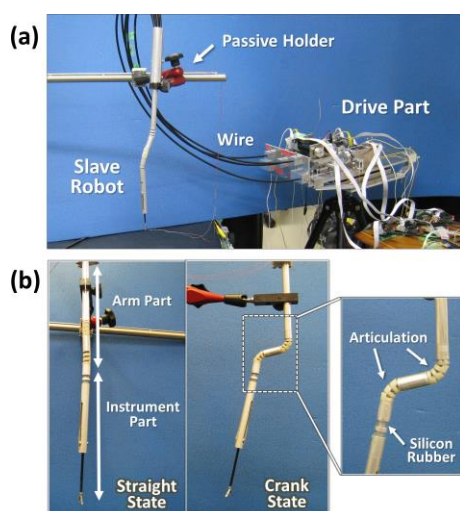 (a)
Passive Holder
Drive Part
Wire
Slave
Robot
(b)
Arm Part
Articulation
Instrument
Part
Silicon
Rubber
Straight
State
Crank
State